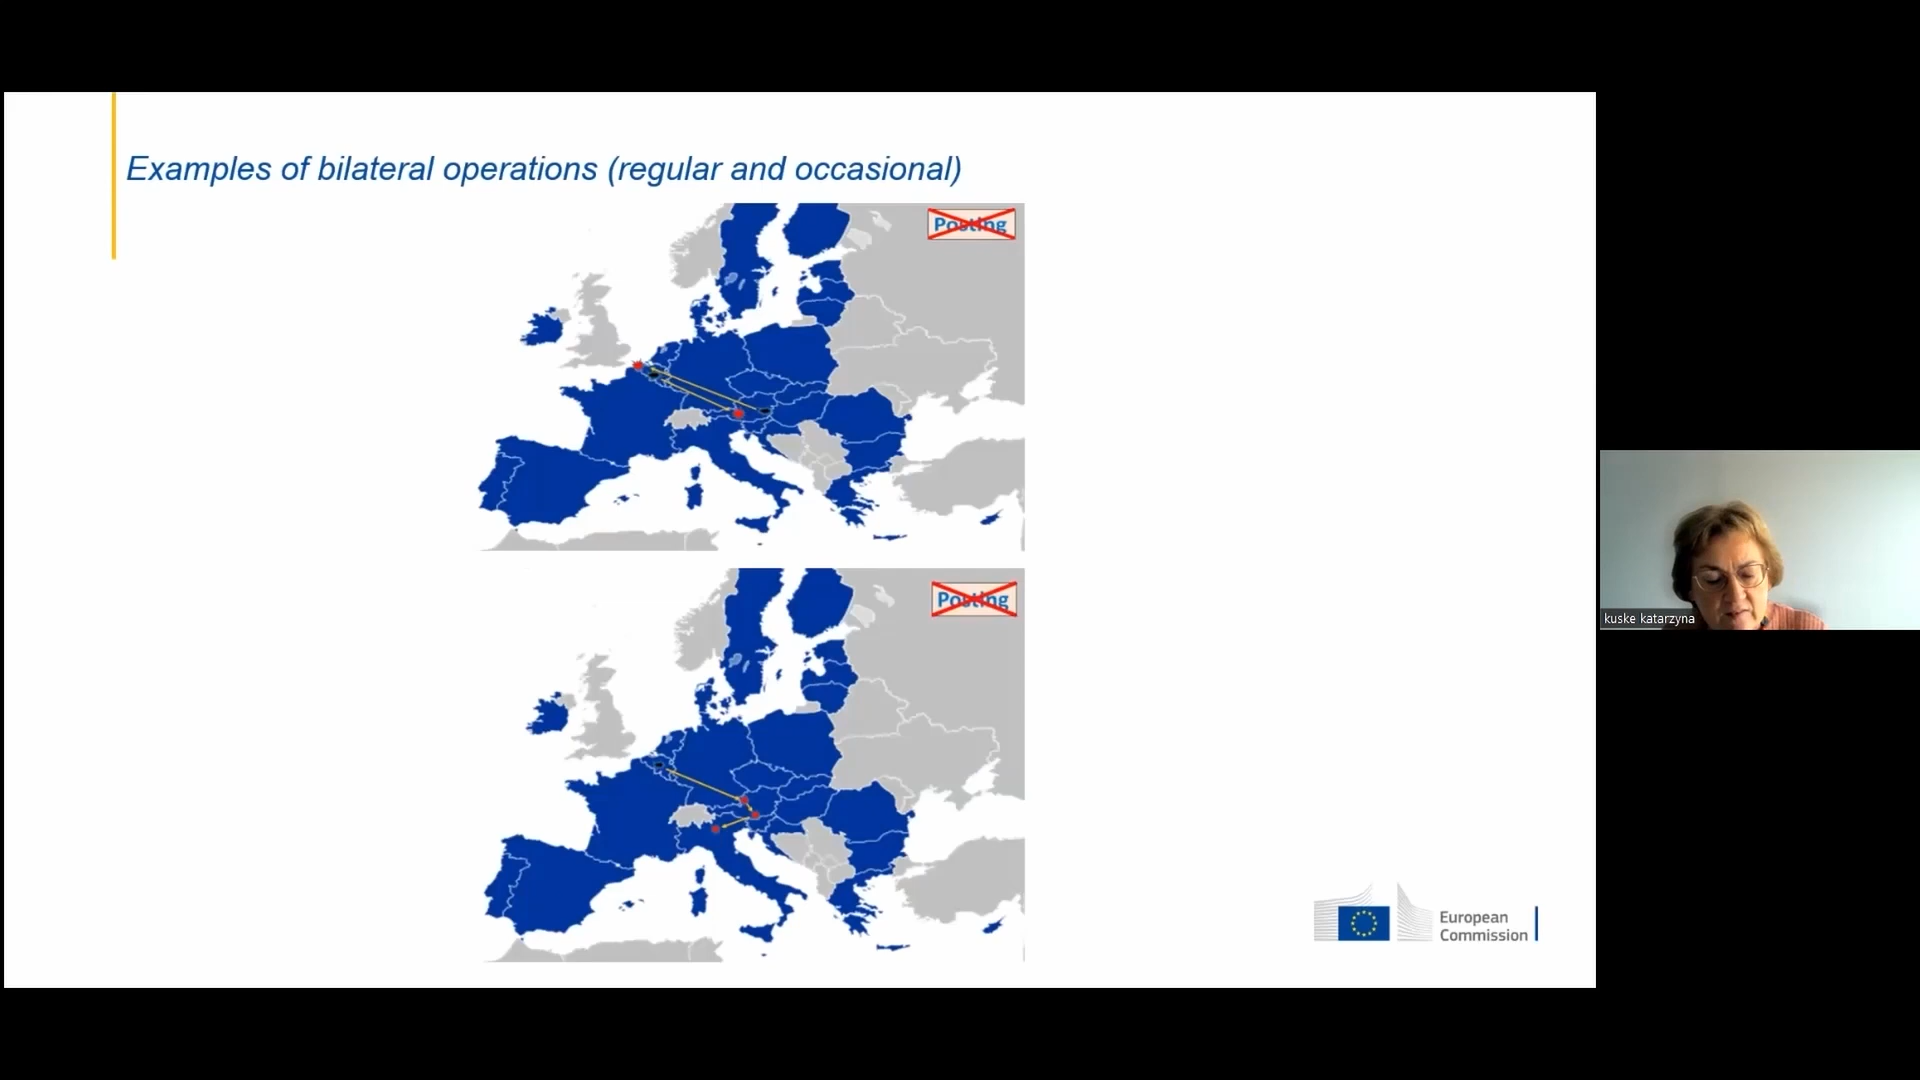 Examples of bilateral operations (regular and occasional)
Posting
Posting
European
Commission
kuske katarzyna